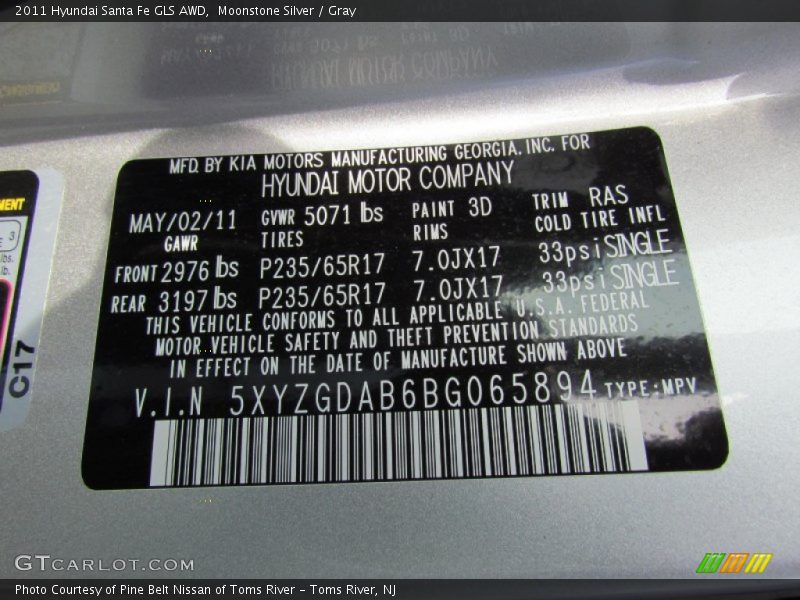 2011 Hyundai Santa Fe GLS AWD,  Moonstone Silver / Gray
MFD. BY KIA MOTORS MANUFACTURING GEORGIA, INC. FOR
HYUNDAI MOTOR COMPANY
MAY/02/11 GVWR 5071 lbs PAINT 3D TRIM RAS
GAWR TIRES RIMS COLD TIRE INFL
FRONT 2976 lbs P235/65R17 7.0JX17 33psi SINGLE
REAR 3197 lbs P235/65R17 7.0JX17 33psi SINGLE
THIS VEHICLE CONFORMS TO ALL APPLICABLE U.S.A. FEDERAL
MOTOR VEHICLE SAFETY AND THEFT PREVENTION STANDARDS
IN EFFECT ON THE DATE OF MANUFACTURE SHOWN ABOVE
V.I.N 5XYZGDAB6BG065894 TYPE:MPV
C17
GTCARLOT.COM
Photo Courtesy of Pine Belt Nissan of Toms River – Toms River, NJ